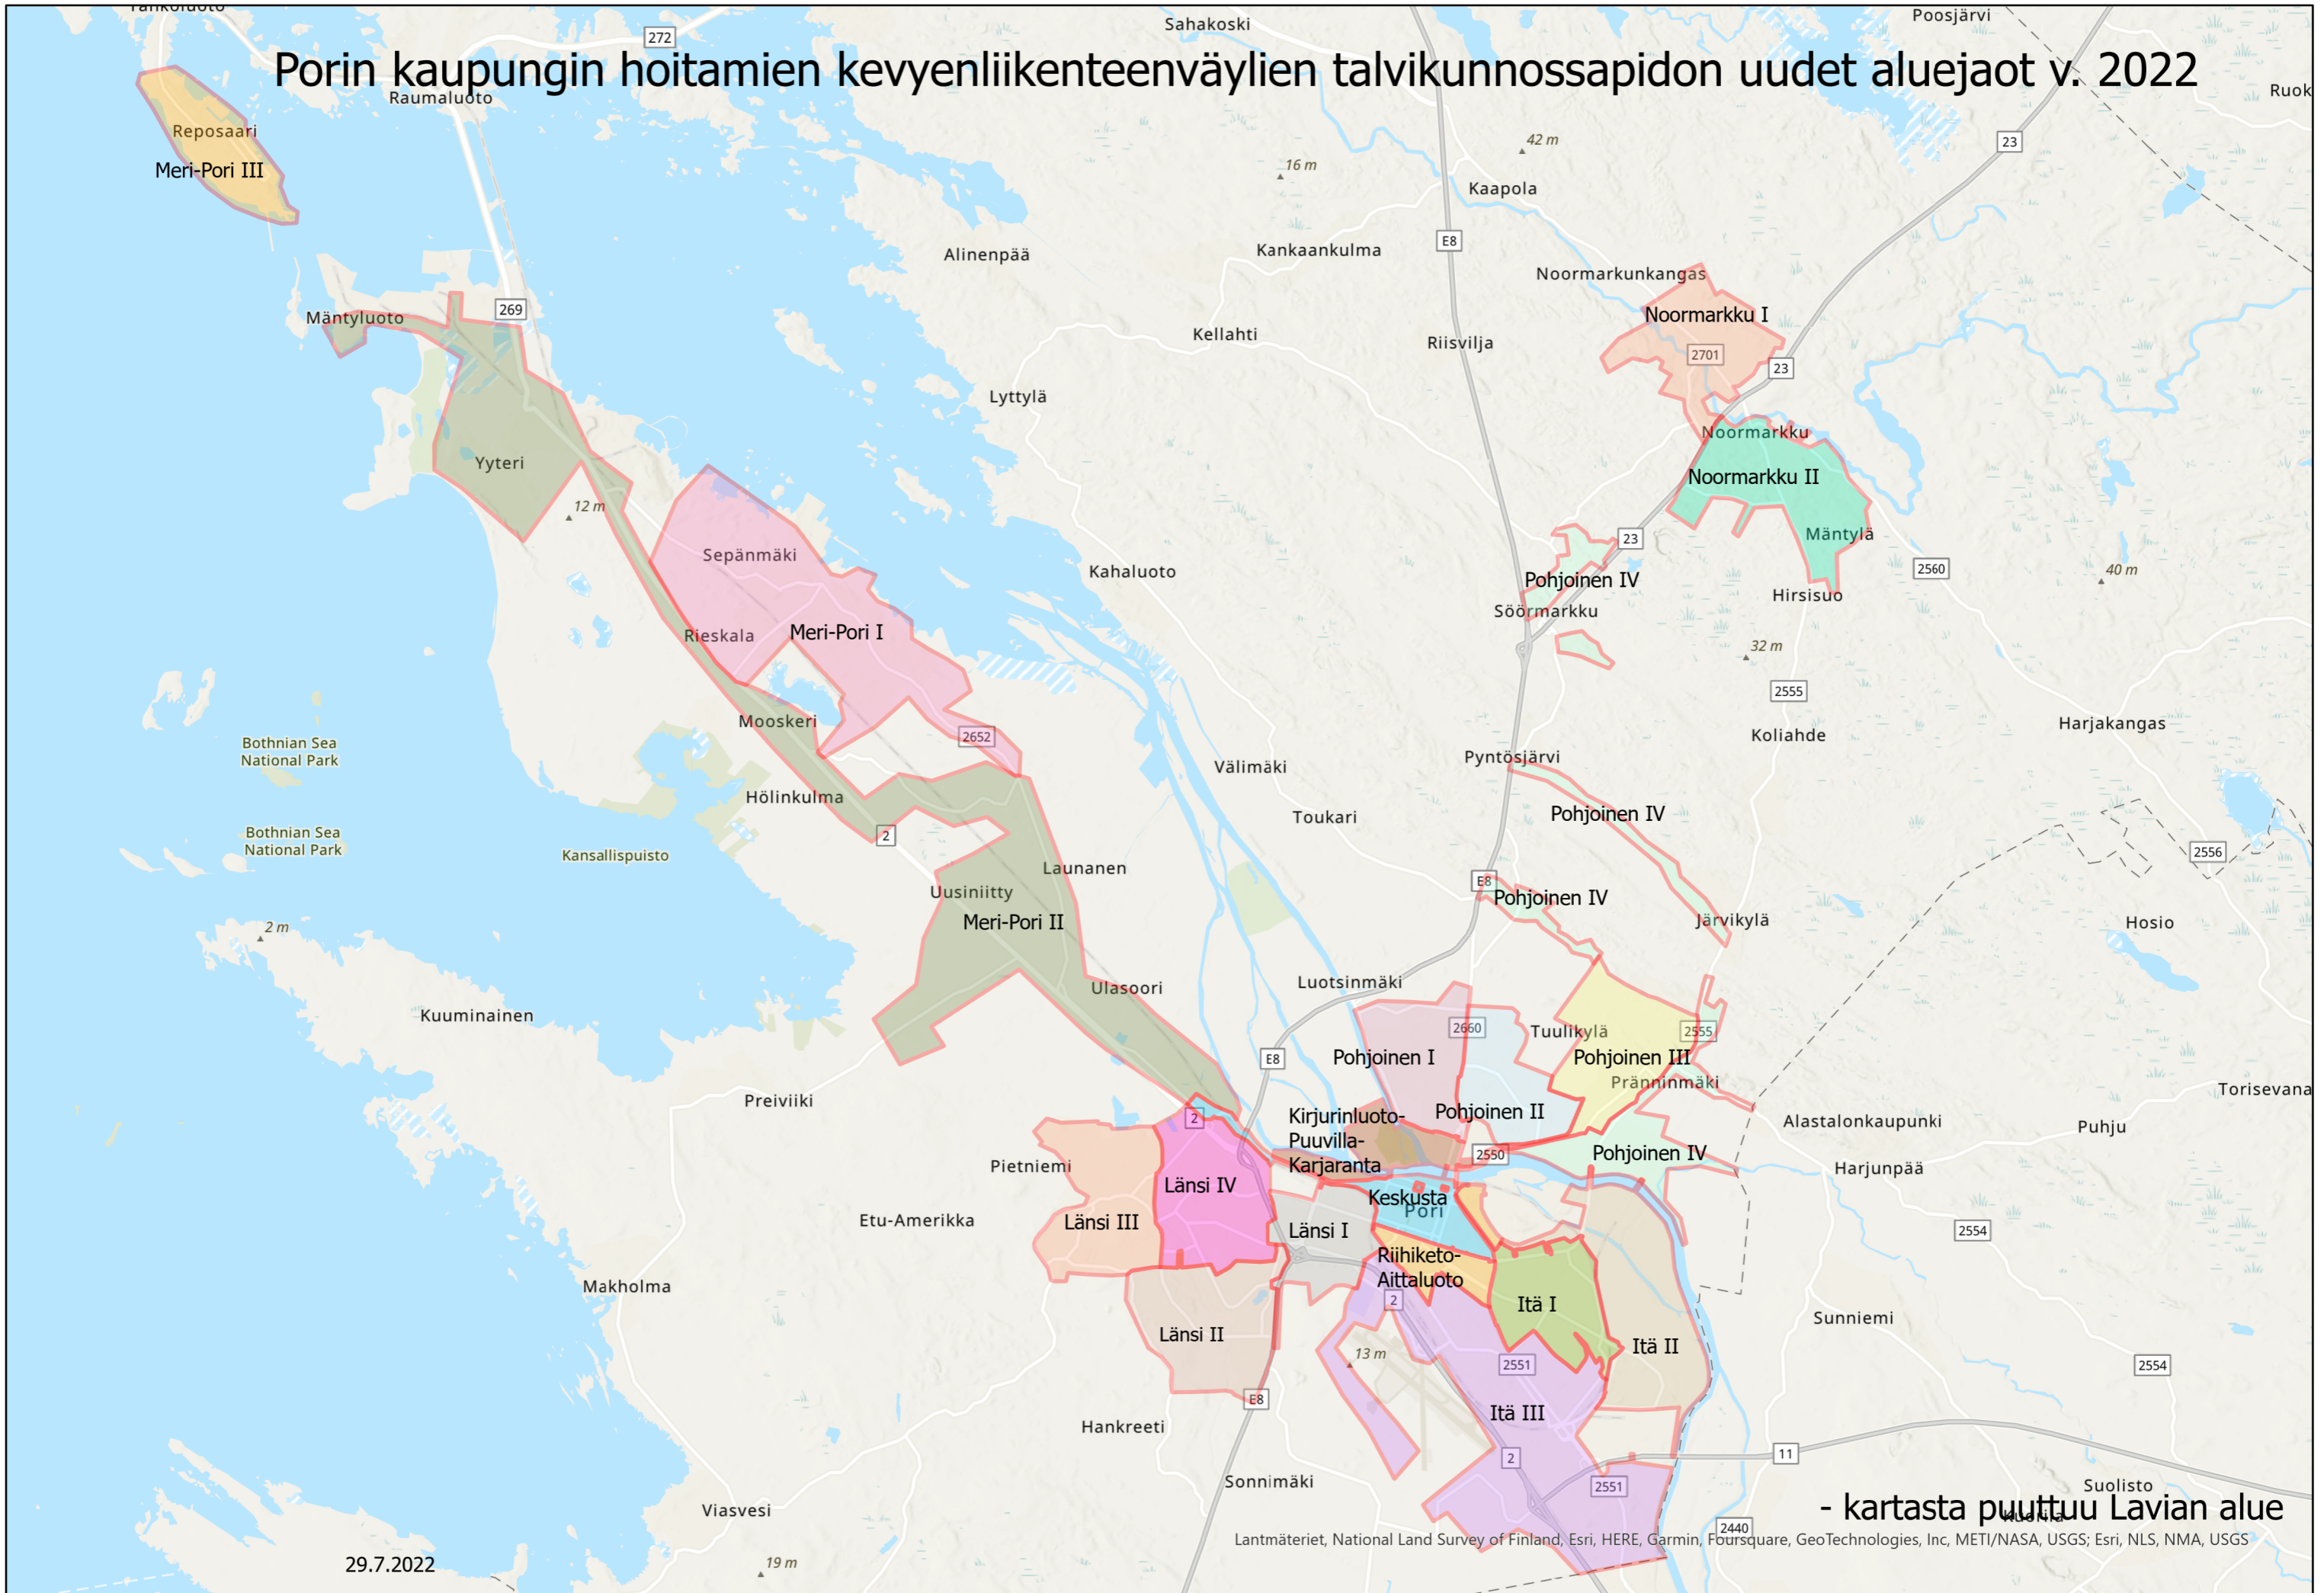 Tahkoluoto
Sahakoski
Poosjärvi
272
Porin kaupungin hoitamien kevyenliikenteenväylien talvikunnossapidon uudet aluejaot v. 2022
Raumaluoto
Ruok
Reposaari
Meri-Pori III
42 m
23
16 m
Kaapola
E8
Alinenpää
Kankaankulma
Noormarkunkangas
269
Mäntyluoto
Noormarkku I
Kellahti
Riisvilja
2701
23
Lyttylä
Noormarkku
Yyteri
Noormarkku II
12 m
Mäntylä
23
Sepänmäki
Kahaluoto
Pohjoinen IV
2560
40 m
Hirsisuo
Söörmarkku
Rieskala
Meri-Pori I
32 m
2555
Mooskeri
2652
Harjakangas
Koliahde
Bothnian Sea
National Park
Pyntösjärvi
Välimäki
Hölinkulma
Toukari
Pohjoinen IV
2
Bothnian Sea
National Park
Kansallispuisto
2556
Launanen
E8
Uusiniitty
Pohjoinen IV
Meri-Pori II
Järvikylä
Hosio
2 m
Luotsinmäki
Ulasoori
Kuuminainen
2660
Tuulikylä
2555
E8
Pohjoinen I
Pohjoinen III
Pränninmäki
Torisevana
Preiviiki
2
Kirjurinluoto-
Puuvilla-
Karjaranta
Pohjoinen II
Alastalonkaupunki
Puhju
2550
Pohjoinen IV
Pietniemi
Harjunpää
Länsi IV
Keskusta
Pori
Etu-Amerikka
Länsi III
Länsi I
2554
Riihiketo-
Aittaluoto
Makholma
2
Itä I
Sunniemi
Länsi II
Itä II
13 m
2551
2554
E8
Itä III
Hankreeti
11
2
Sonnimäki
2551
Suolisto
Viasvesi
- kartasta puuttuu Lavian alue
Kuorila
2440
Lantmäteriet, National Land Survey of Finland, Esri, HERE, Garmin, Foursquare, GeoTechnologies, Inc, METI/NASA, USGS; Esri, NLS, NMA, USGS
29.7.2022
19 m